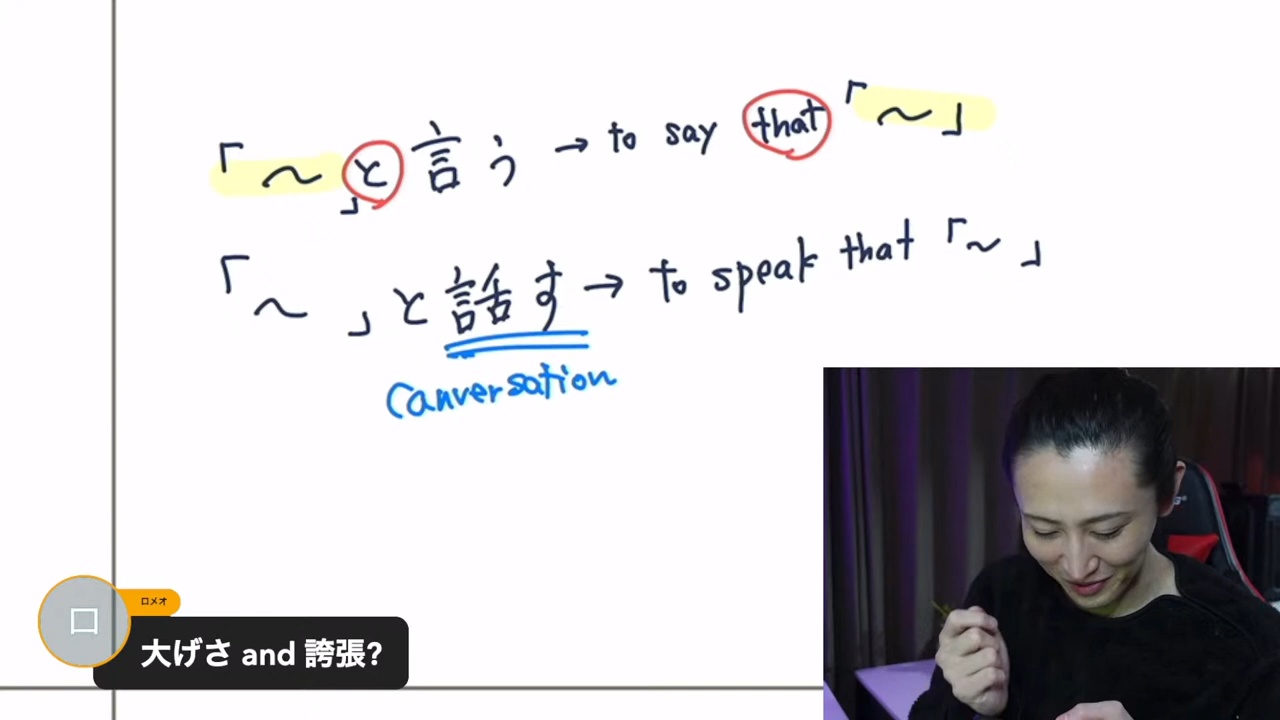 「～」と言う → to say that「～」
「～」と話す → to speak that「～」
Canversation
ロメオ
ロ
大げさ and 誇張?